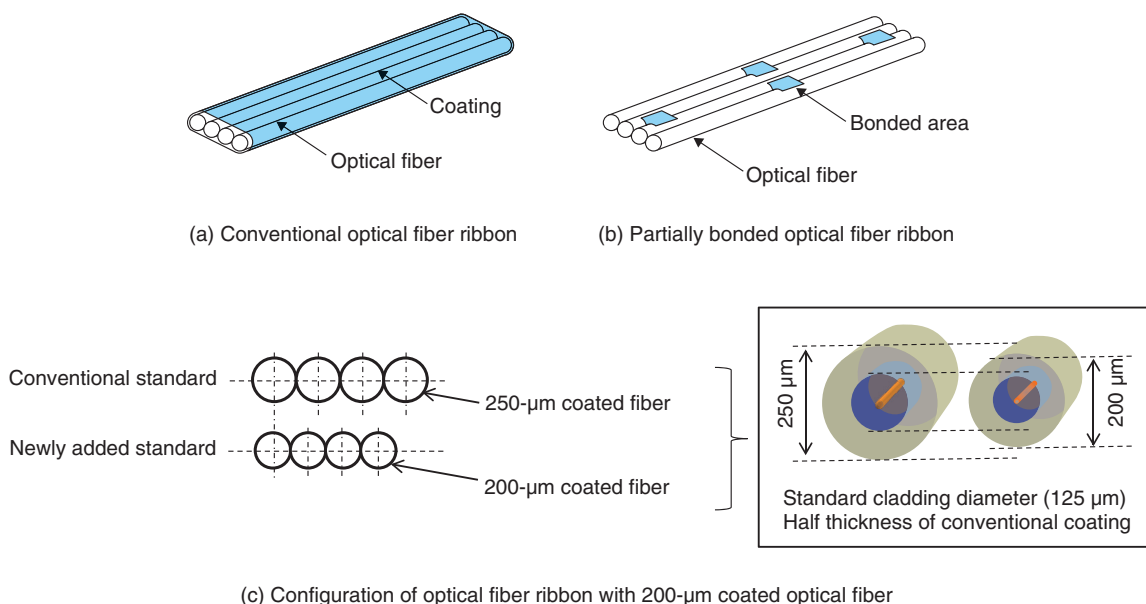 Coating
Optical fiber
(a) Conventional optical fiber ribbon
Bonded area
Optical fiber
(b) Partially bonded optical fiber ribbon
Conventional standard
250-µm coated fiber
Newly added standard
200-µm coated fiber
250 µm
200 µm
Standard cladding diameter (125 µm)
Half thickness of conventional coating
(c) Configuration of optical fiber ribbon with 200-µm coated optical fiber